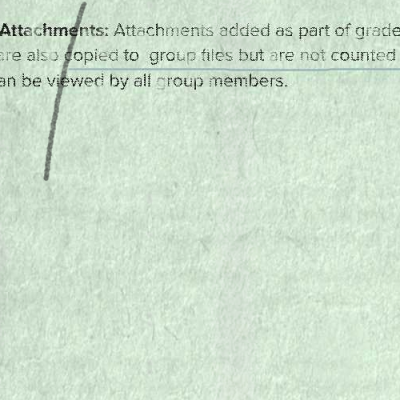 Attachments: Attachments added as part of grade
are also copied to group files but are not counted
an be viewed by all group members.